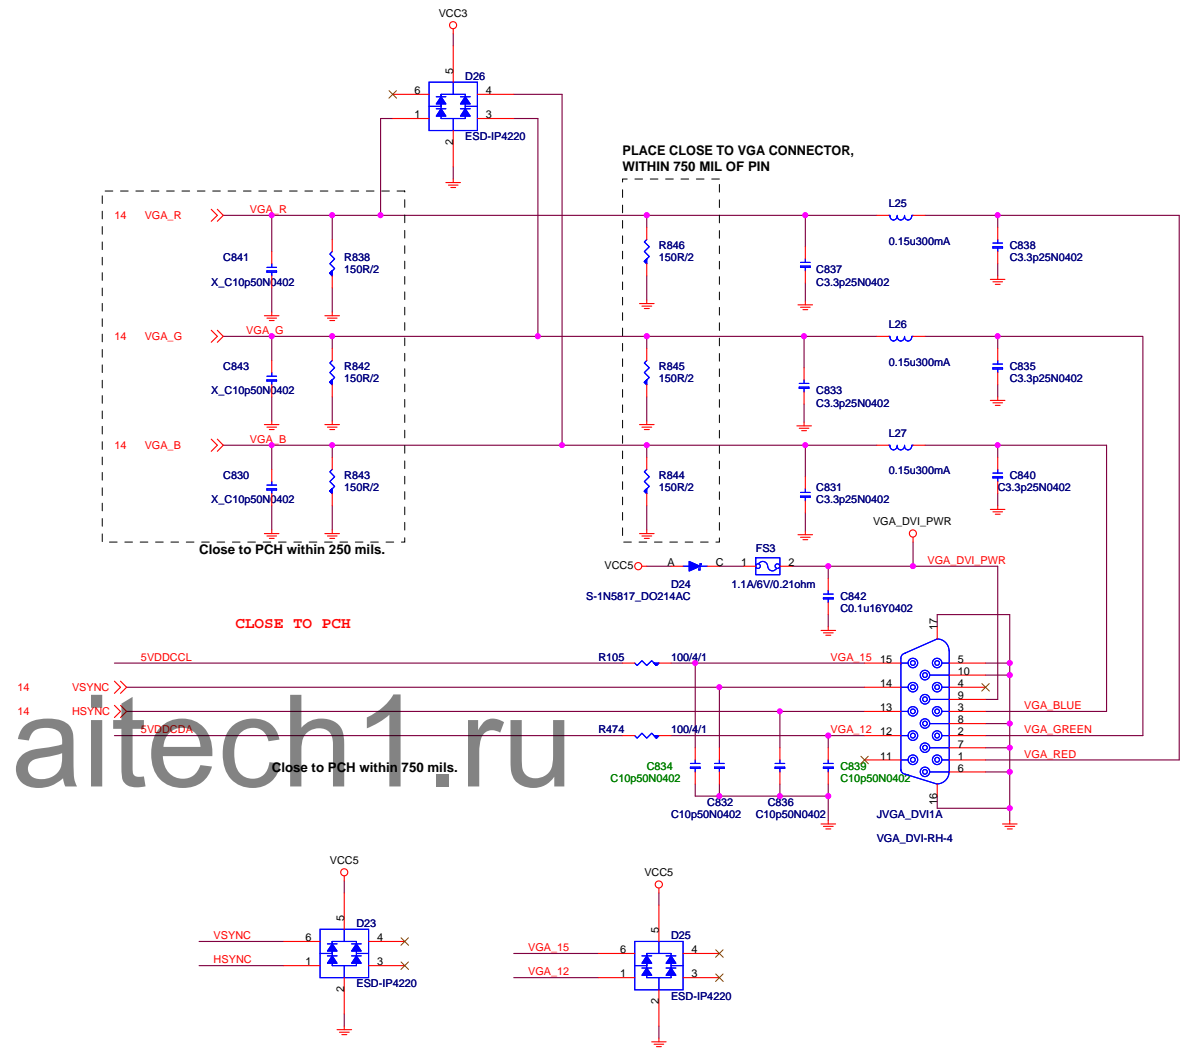 VCC3
5
D26
6
4
1
3
ESD-IP4220
2
PLACE CLOSE TO VGA CONNECTOR,
WITHIN 750 MIL OF PIN
14 VGA_R VGA_R
L25
C841
X_C10p50N0402
R838
150R/2
R846
150R/2
0.15u300mA
C837
C3.3p25N0402
C838
C3.3p25N0402
14 VGA_G VGA_G
L26
C843
X_C10p50N0402
R842
150R/2
R845
150R/2
0.15u300mA
C833
C3.3p25N0402
C835
C3.3p25N0402
14 VGA_B VGA_B
L27
C830
X_C10p50N0402
R843
150R/2
R844
150R/2
0.15u300mA
C831
C3.3p25N0402
C840
C3.3p25N0402
Close to PCH within 250 mils.
VGA_DVI_PWR
VCC5 A C 1 FS3 2
VGA_DVI_PWR
D24
S-1N5817_DO214AC
1.1A/6V/0.21ohm
C842
C0.1u16Y0402
CLOSE TO PCH
17
5VDDCCL R105 100/4/1 VGA_15 15 5
10
14 VSYNC 14 4
9
14 HSYNC 13 3 VGA_BLUE
8
5VDDCDA R474 100/4/1 VGA_12 12 2 VGA_GREEN
7
11 1 VGA_RED
6
16
aitech1.ru
Close to PCH within 750 mils.
C834
C10p50N0402
C839
C10p50N0402
C832
C10p50N0402
C836
C10p50N0402
JVGA_DVI1A
VGA_DVI-RH-4
VCC5
5
D23
VSYNC 6 4
HSYNC 1 3
ESD-IP4220
2
VCC5
5
D25
VGA_15 6 4
VGA_12 1 3
ESD-IP4220
2